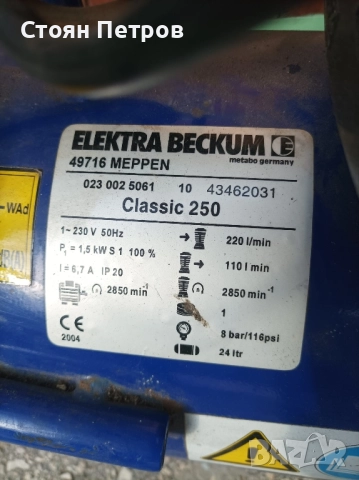 Стоян Петров
ELEKTRA BECKUM E
49716 MEPPEN metabo germany
023 002 5061 10 43462031
Classic 250
1~230 V 50Hz
P₁ = 1,5 kW S 1 100 %
I = 6,7 A IP 20
2850 min⁻¹
CE
2004
220 l/min
110 l/min
2850 min⁻¹
1
8 bar/116psi
24 ltr
-WAd